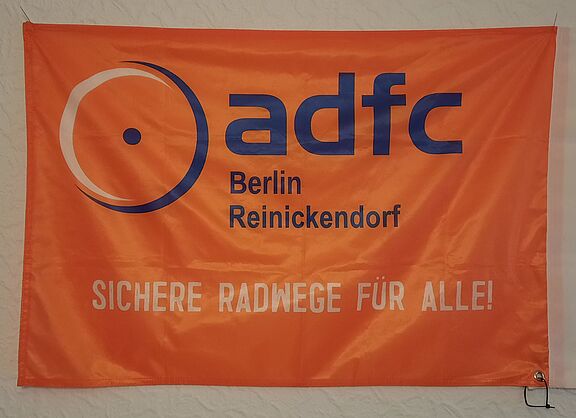 adfc
Berlin
Reinickendorf
SICHERE RADWEGE FÜR ALLE!